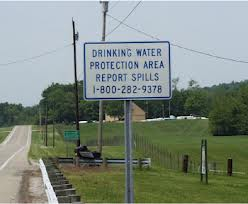 DRINKING WATER
PROTECTION AREA
REPORT SPILLS
1-800-282-9378